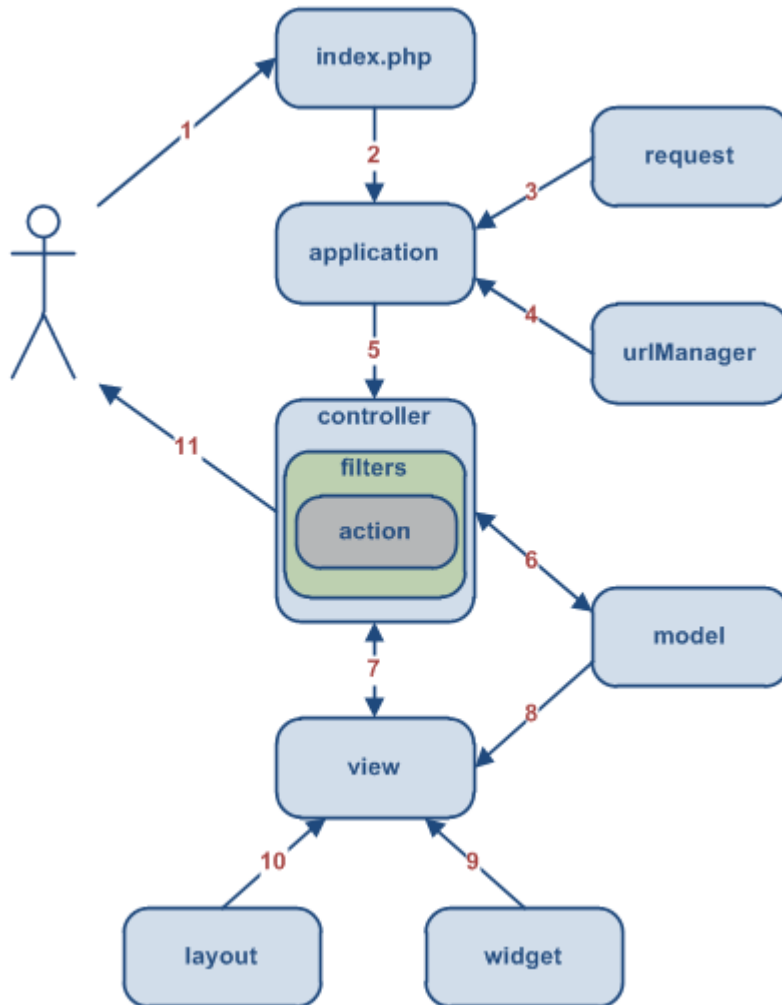 index.php
1
2
request
3
application
4
urlManager
5
controller
11
filters
action
6
model
7
8
view
10
9
layout
widget